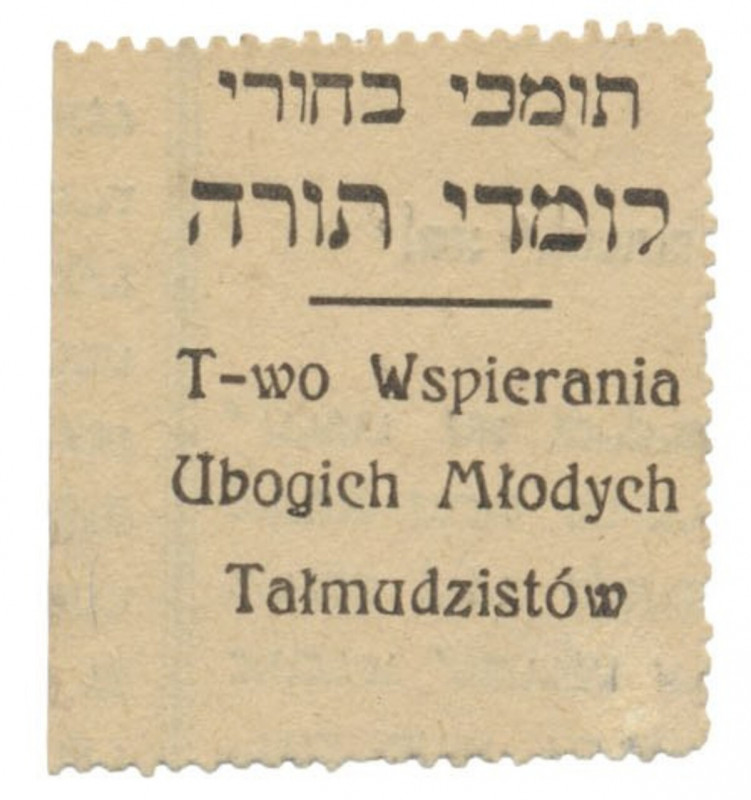 תומכי בחורי
לומדי תורה
T-wo Wspierania
Ubogich Młodych
Tałmudzistów